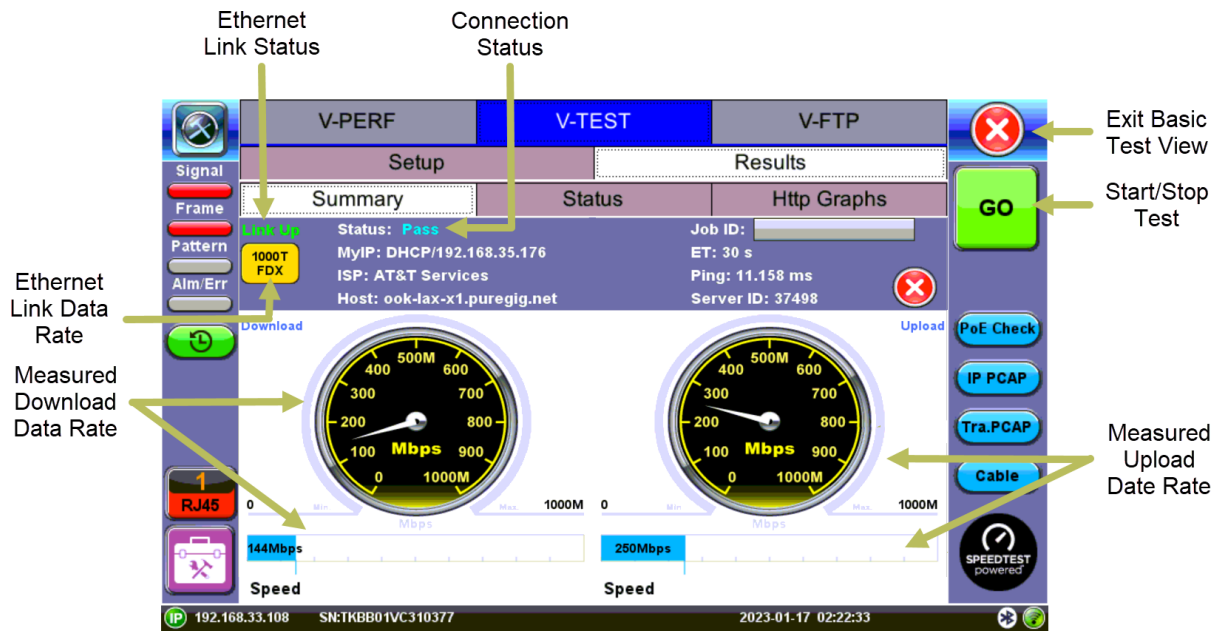 Ethernet
Link Status
Connection
Status
V-PERF
V-TEST
V-FTP
Exit Basic
Test View
Setup
Results
Signal
Summary
Status
Http Graphs
Start/Stop
Test
GO
Frame
Link Up
Status: Pass
Job ID:
Pattern
1000T
FDX
MyIP: DHCP/192.168.35.176
ET: 30 s
ISP: AT&T Services
Ping: 11.158 ms
Alm/Err
Host: ook-lax-x1.puregig.net
Server ID: 37498
Ethernet
Link Data
Rate
Download
Upload
PoE Check
0
100
200
300
400
500M
600
700
800
900
1000M
Mbps
0
100
200
300
400
500M
600
700
800
900
1000M
Mbps
IP PCAP
Measured
Download
Data Rate
Tra.PCAP
Measured
Upload
Date Rate
Cable
1
RJ45
0
Min
Mbps
Max.
1000M
0
Min
Mbps
Max.
1000M
144Mbps
250Mbps
SPEEDTEST
powered
Speed
Speed
IP
192.168.33.108
SN:TKBB01VC310377
2023-01-17 02:22:33